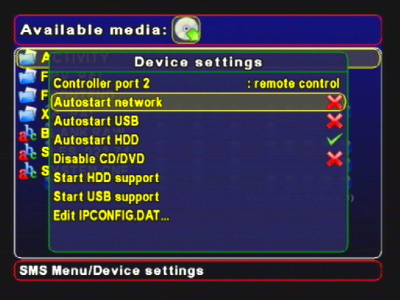 Available media:
Device settings
Controller port 2 : remote control
Autostart network
Autostart USB
Autostart HDD
Disable CD/DVD
Start HDD support
Start USB support
Edit IPCONFIG.DAT...
SMS Menu/Device settings